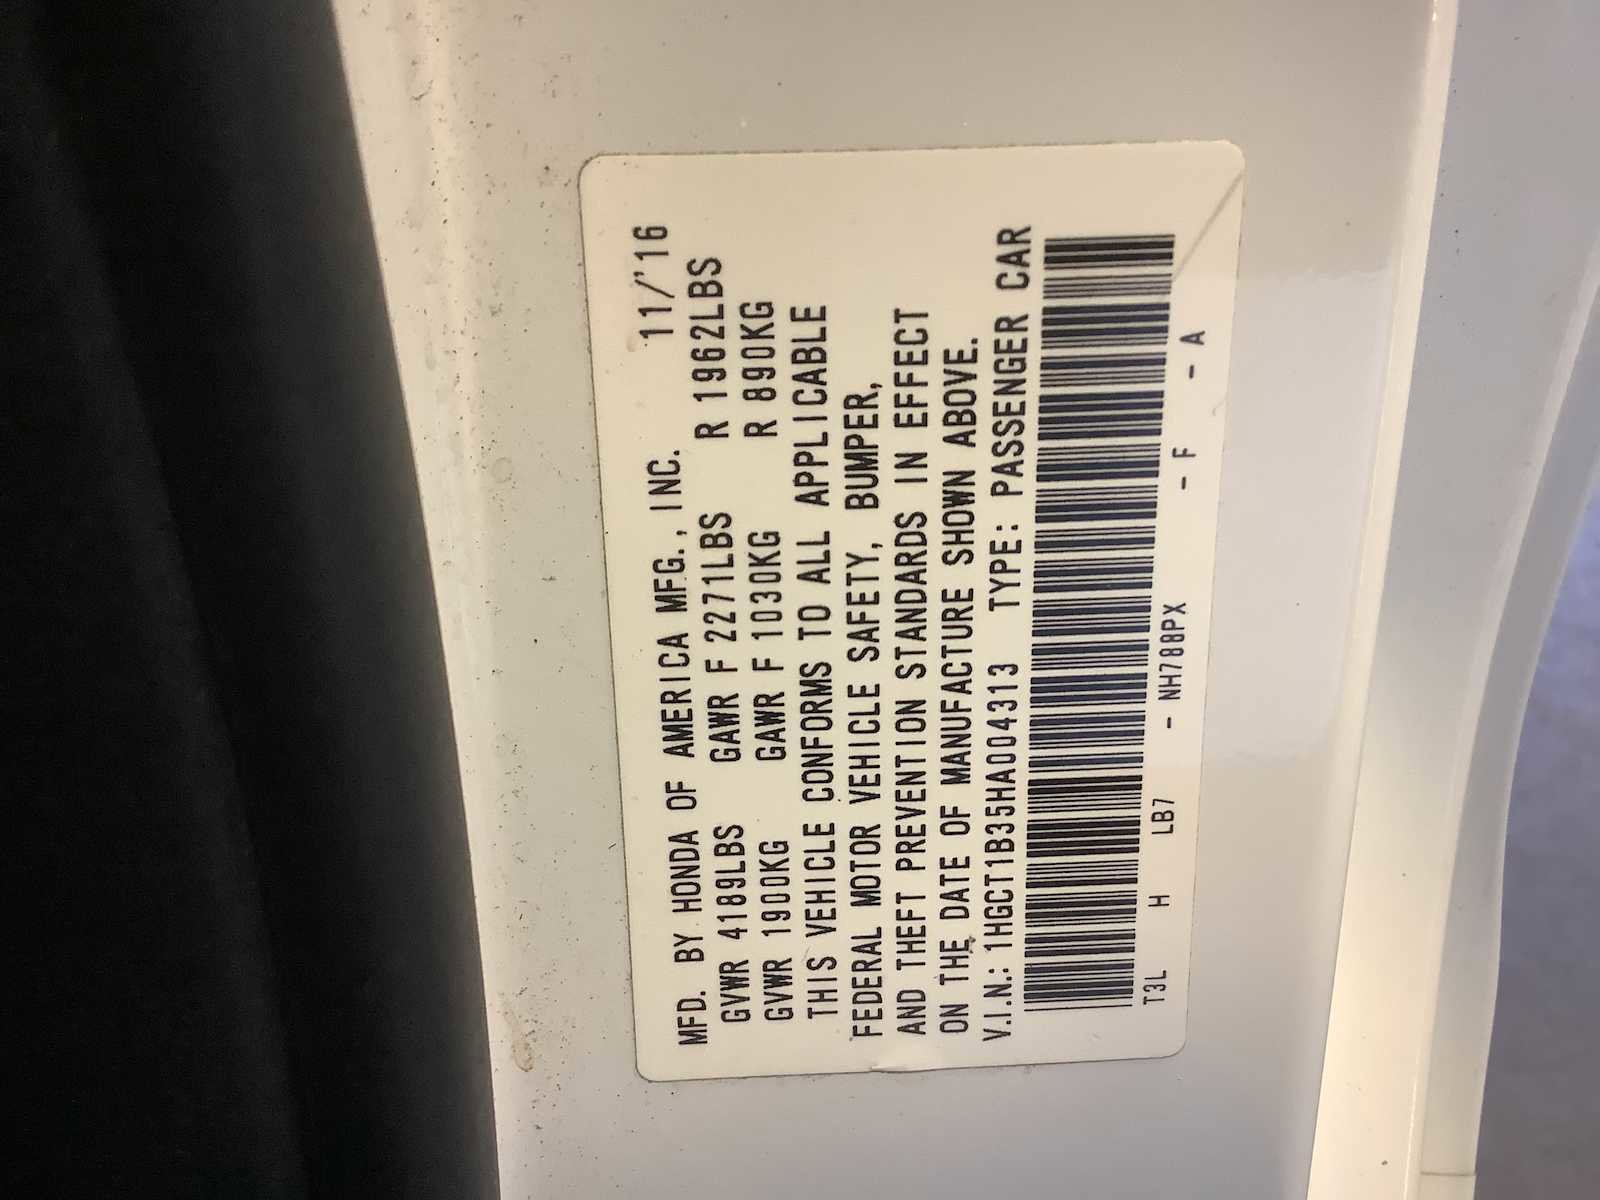 MFD. BY HONDA OF AMERICA MFG., INC. 11/'16
GVWR 4189LBS GAWR F 2271LBS R 1962LBS
GVWR 1900KG GAWR F 1030KG R 890KG
THIS VEHICLE CONFORMS TO ALL APPLICABLE
FEDERAL MOTOR VEHICLE SAFETY, BUMPER,
AND THEFT PREVENTION STANDARDS IN EFFECT
ON THE DATE OF MANUFACTURE SHOWN ABOVE.
V.I.N.: 1HGCT1B35HA004313 TYPE: PASSENGER CAR
T3L H LB7 - NH788PX - F - A